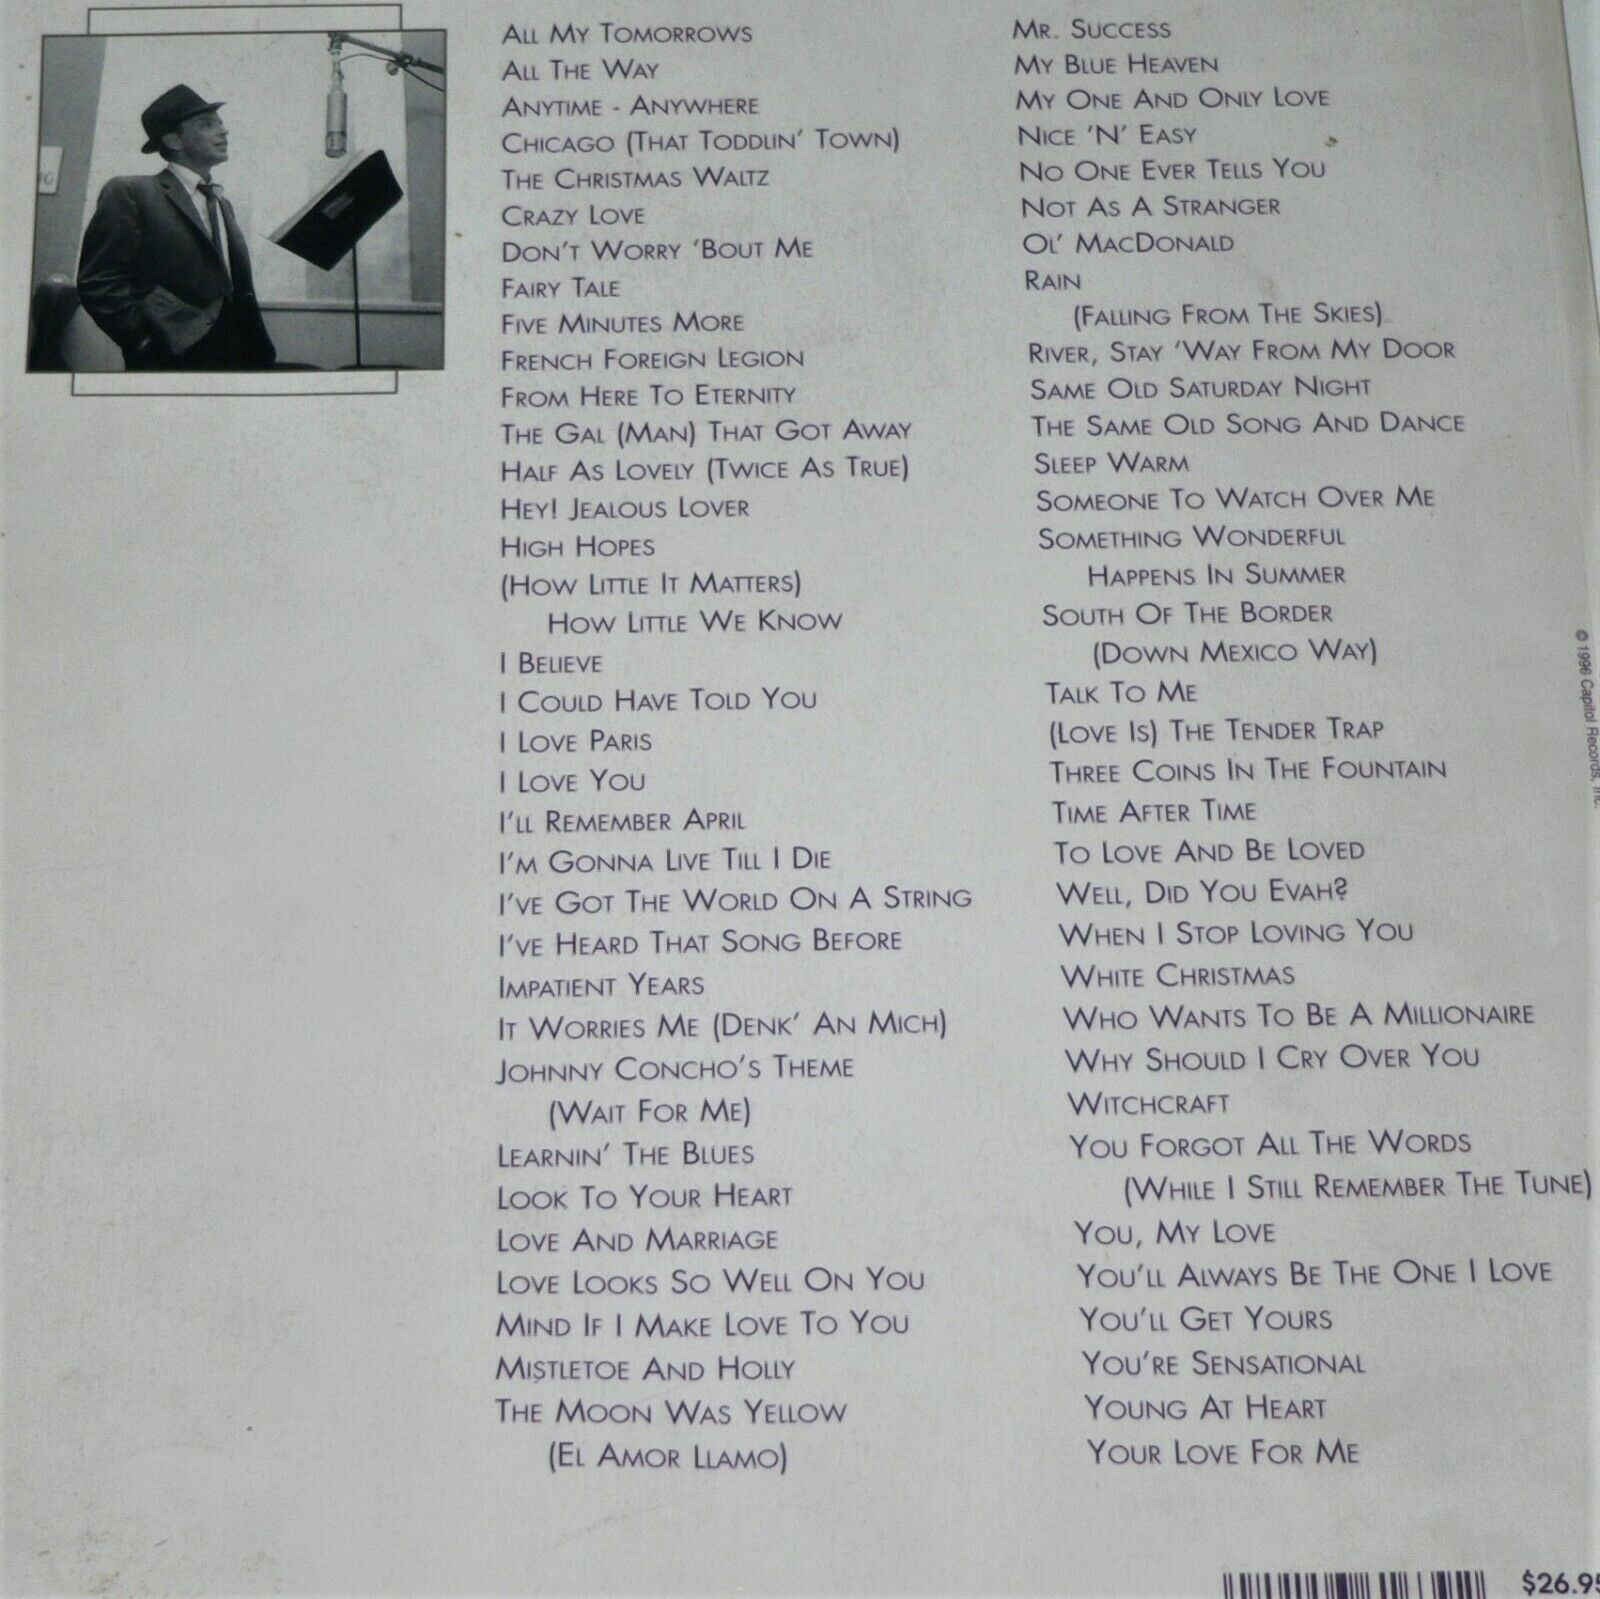 All My Tomorrows
All The Way
Anytime - Anywhere
Chicago (That Toddlin' Town)
The Christmas Waltz
Crazy Love
Don't Worry 'Bout Me
Fairy Tale
Five Minutes More
French Foreign Legion
From Here To Eternity
The Gal (Man) That Got Away
Half As Lovely (Twice As True)
Hey! Jealous Lover
High Hopes
(How Little It Matters)
How Little We Know
I Believe
I Could Have Told You
I Love Paris
I Love You
I'll Remember April
I'm Gonna Live Till I Die
I've Got The World On A String
I've Heard That Song Before
Impatient Years
It Worries Me (Denk' An Mich)
Johnny Concho's Theme
(Wait For Me)
Learnin' The Blues
Look To Your Heart
Love And Marriage
Love Looks So Well On You
Mind If I Make Love To You
Mistletoe And Holly
The Moon Was Yellow
(El Amor Llamo)
Mr. Success
My Blue Heaven
My One And Only Love
Nice 'N' Easy
No One Ever Tells You
Not As A Stranger
Ol' MacDonald
Rain
(Falling From The Skies)
River, Stay 'Way From My Door
Same Old Saturday Night
The Same Old Song And Dance
Sleep Warm
Someone To Watch Over Me
Something Wonderful
Happens In Summer
South Of The Border
(Down Mexico Way)
Talk To Me
(Love Is) The Tender Trap
Three Coins In The Fountain
Time After Time
To Love And Be Loved
Well, Did You Evah?
When I Stop Loving You
White Christmas
Who Wants To Be A Millionaire
Why Should I Cry Over You
Witchcraft
You Forgot All The Words
(While I Still Remember The Tune)
You, My Love
You'll Always Be The One I Love
You'll Get Yours
You're Sensational
Young At Heart
Your Love For Me
© 1996 Capitol Records, Inc.
$26.95